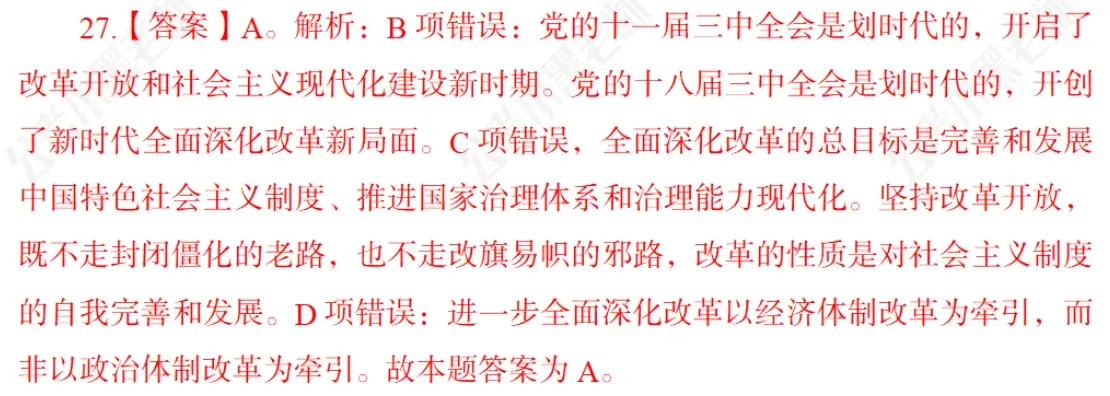 27.【答案】A。解析：B 项错误：党的十一届三中全会是划时代的，开启了
改革开放和社会主义现代化建设新时期。党的十八届三中全会是划时代的，开创
了新时代全面深化改革新局面。C 项错误，全面深化改革的总目标是完善和发展
中国特色社会主义制度、推进国家治理体系和治理能力现代化。坚持改革开放，
既不走封闭僵化的老路，也不走改旗易帜的邪路，改革的性质是对社会主义制度
的自我完善和发展。D 项错误：进一步全面深化改革以经济体制改革为牵引，而
非以政治体制改革为牵引。故本题答案为 A。